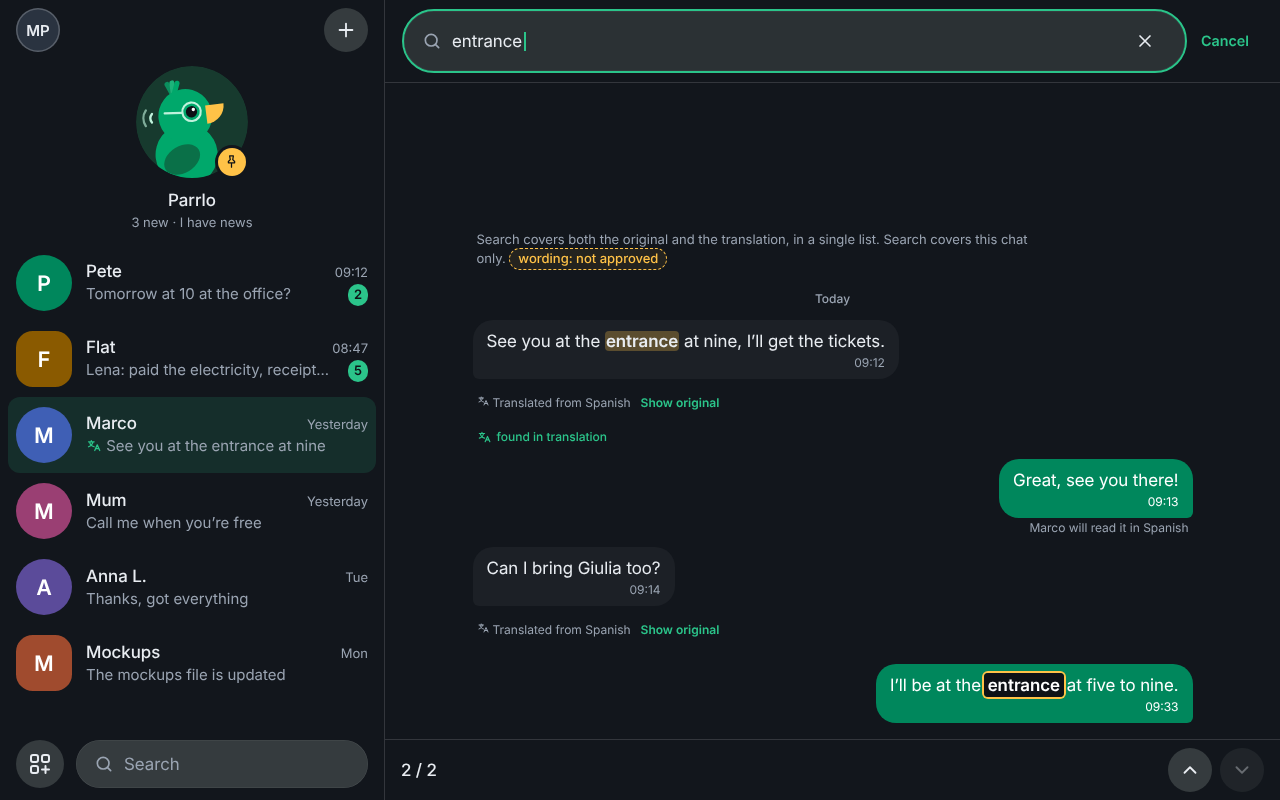 MP
Parrlo
3 new · I have news
P
Pete
09:12
Tomorrow at 10 at the office?
2
F
Flat
08:47
Lena: paid the electricity, receipt...
5
M
Marco
Yesterday
See you at the entrance at nine
M
Mum
Yesterday
Call me when you’re free
A
Anna L.
Tue
Thanks, got everything
M
Mockups
Mon
The mockups file is updated
Search
entrance
Cancel
Search covers both the original and the translation, in a single list. Search covers this chat
only. wording: not approved
Today
See you at the entrance at nine, I’ll get the tickets.
09:12
Translated from Spanish Show original
found in translation
Great, see you there!
09:13
Marco will read it in Spanish
Can I bring Giulia too?
09:14
Translated from Spanish Show original
I’ll be at the entrance at five to nine.
09:33
2 / 2